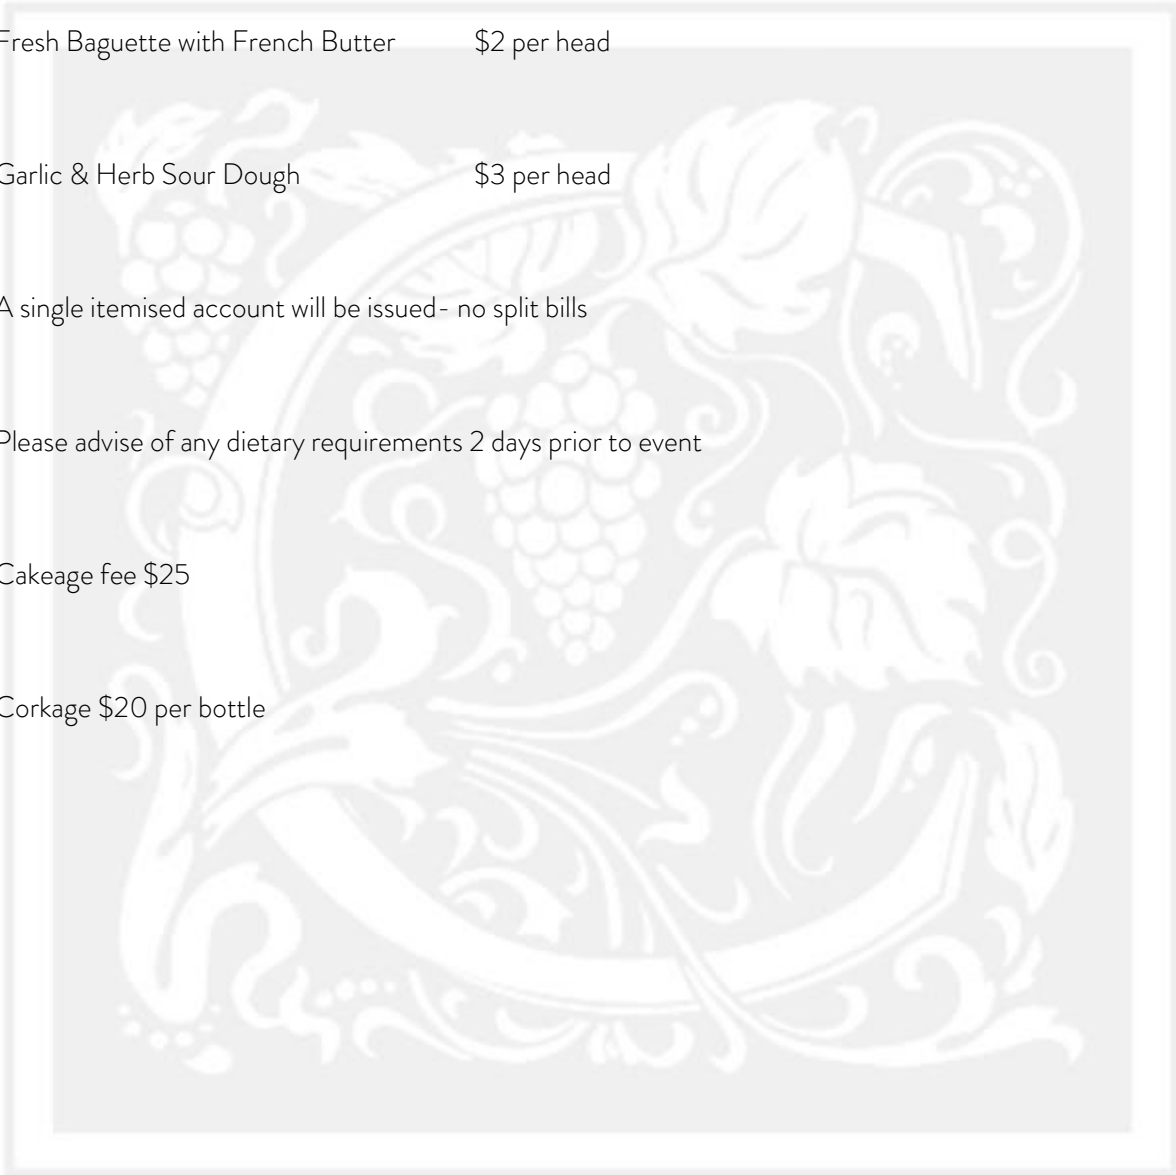 Fresh Baguette with French Butter $2 per head
Garlic & Herb Sour Dough $3 per head
A single itemised account will be issued- no split bills
Please advise of any dietary requirements 2 days prior to event
Cakeage fee $25
Corkage $20 per bottle